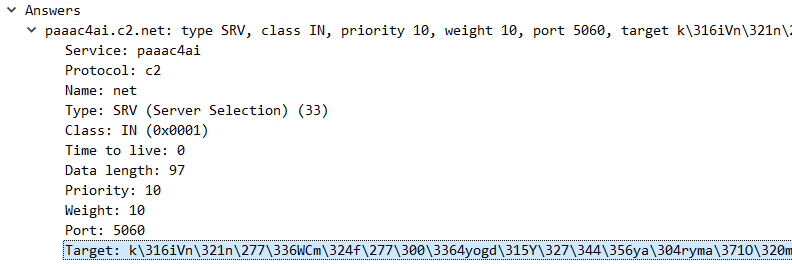 Answers
paaac4ai.c2.net: type SRV, class IN, priority 10, weight 10, port 5060, target k\316iVn\321n\2
Service: paaac4ai
Protocol: c2
Name: net
Type: SRV (Server Selection) (33)
Class: IN (0x0001)
Time to live: 0
Data length: 97
Priority: 10
Weight: 10
Port: 5060
Target: k\316iVn\321n\277\336WCm\324f\277\300\3364yogd\315Y\327\344\356ya\304ryma\371O\320m